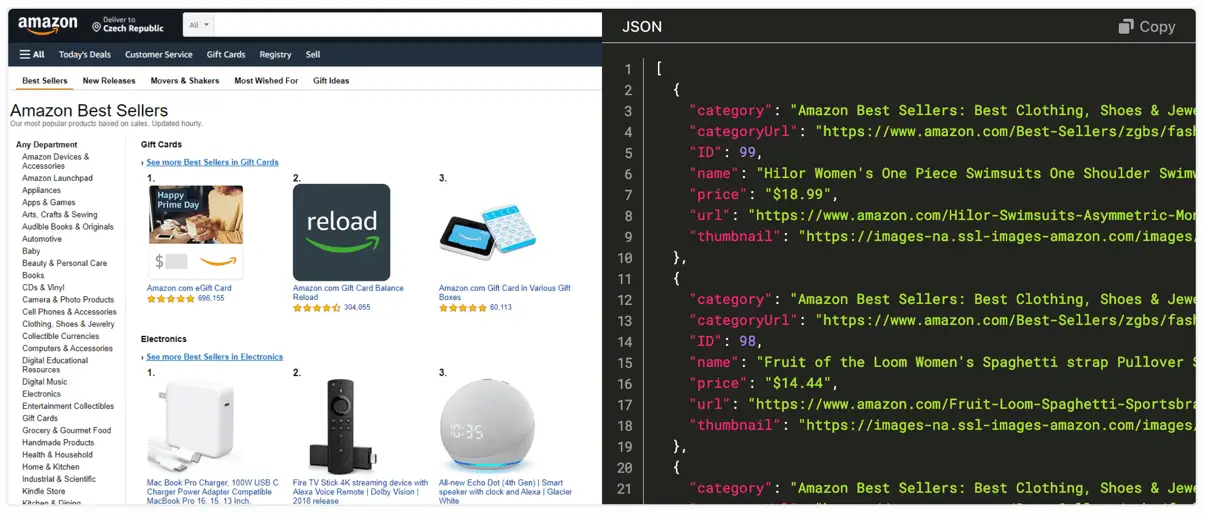 amazon
Deliver to
Czech Republic
All
All Today's Deals Customer Service Gift Cards Registry Sell
Best Sellers New Releases Movers & Shakers Most Wished For Gift Ideas
Amazon Best Sellers
Our most popular products based on sales. Updated hourly.
Any Department
Amazon Devices &
Accessories
Amazon Launchpad
Appliances
Apps & Games
Arts, Crafts & Sewing
Audible Books & Originals
Automotive
Baby
Beauty & Personal Care
Books
CDs & Vinyl
Camera & Photo Products
Cell Phones & Accessories
Clothing, Shoes & Jewelry
Collectible Currencies
Computers & Accessories
Digital Educational
Resources
Digital Music
Electronics
Entertainment Collectibles
Gift Cards
Grocery & Gourmet Food
Handmade Products
Health & Household
Home & Kitchen
Industrial & Scientific
Kindle Store
Kitchen & Dining
Gift Cards
› See more Best Sellers in Gift Cards
1.
Happy
Prime Day
$
Amazon.com eGift Card
696,155
2.
reload
Amazon.com Gift Card Balance
Reload
304,055
3.
Amazon.com Gift Card in Various Gift
Boxes
60,113
Electronics
› See more Best Sellers in Electronics
1.
Mac Book Pro Charger, 100W USB C
Charger Power Adapter Compatible
MacBook Pro 16, 15, 13 Inch,
2.
Fire TV Stick 4K streaming device with
Alexa Voice Remote | Dolby Vision |
2018 release
3.
10:35
All-new Echo Dot (4th Gen) | Smart
speaker with clock and Alexa | Glacier
White
JSON Copy
1 [
2 {
3 "category": "Amazon Best Sellers: Best Clothing, Shoes & Jewe
4 "categoryUrl": "https://www.amazon.com/Best-Sellers/zgbs/fash
5 "ID": 99,
6 "name": "Hilor Women's One Piece Swimsuits One Shoulder Swimw
7 "price": "$18.99",
8 "url": "https://www.amazon.com/Hilor-Swimsuits-Asymmetric-Mon
9 "thumbnail": "https://images-na.ssl-images-amazon.com/images/
10 },
11 {
12 "category": "Amazon Best Sellers: Best Clothing, Shoes & Jewe
13 "categoryUrl": "https://www.amazon.com/Best-Sellers/zgbs/fash
14 "ID": 98,
15 "name": "Fruit of the Loom Women's Spaghetti strap Pullover S
16 "price": "$14.44",
17 "url": "https://www.amazon.com/Fruit-Loom-Spaghetti-Sportsbra
18 "thumbnail": "https://images-na.ssl-images-amazon.com/images/
19 },
20 {
21 "category": "Amazon Best Sellers: Best Clothing, Shoes & Jewe